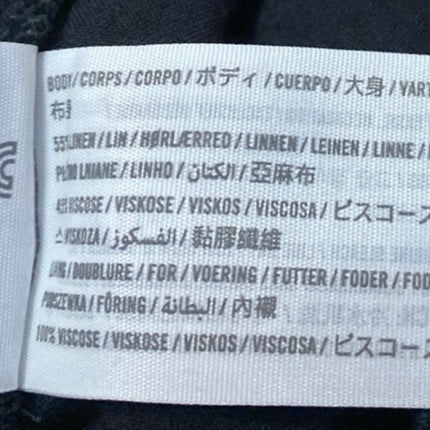 BODY/CORPS/CORPO/ボディ/CUERPO/大身/VART
布
55%LINEN/LIN/HØRLÆRRED/LINNEN/LEINEN/LINNE/
LNIANE/LINHO/الكتان/亞麻布
45% VISCOSE/VISKOSE/VISKOS/VISCOSA/ビスコース
스/VISKOZA/الفسكوز/黏膠纖維
LINING/DOUBLURE/FOR/VOERING/FUTTER/FODER/FOD
PODSZEWKA/FÔRING/البطانة/內襯
100% VISCOSE/VISKOSE/VISKOS/VISCOSA/ビスコース